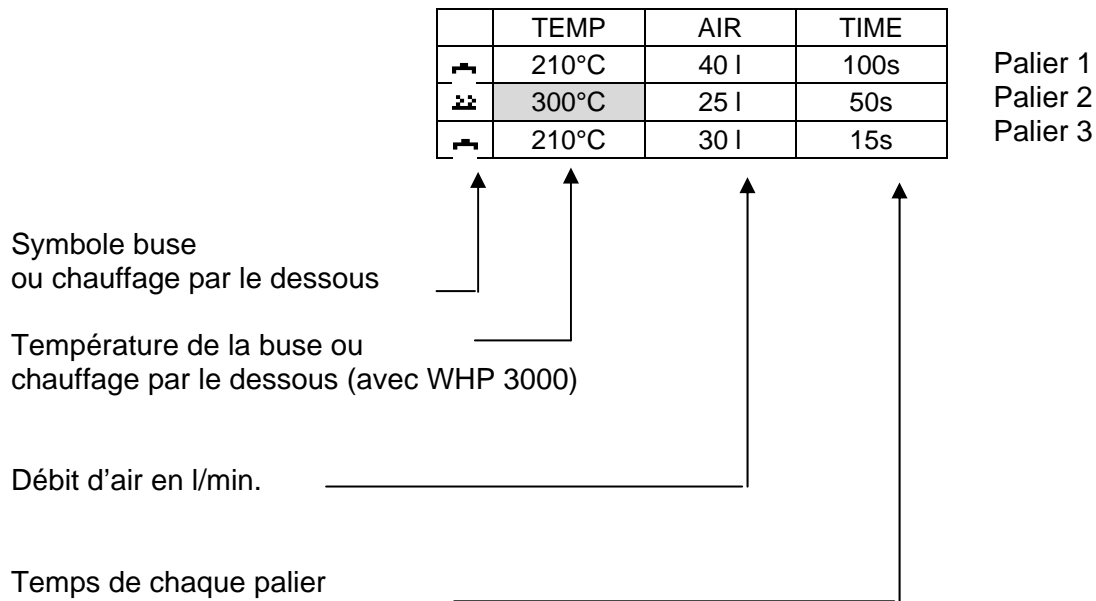 TEMP AIR TIME
210°C 40 l 100s Palier 1
300°C 25 l 50s Palier 2
210°C 30 l 15s Palier 3
Symbole buse
ou chauffage par le dessous
Température de la buse ou
chauffage par le dessous (avec WHP 3000)
Débit d'air en l/min.
Temps de chaque palier